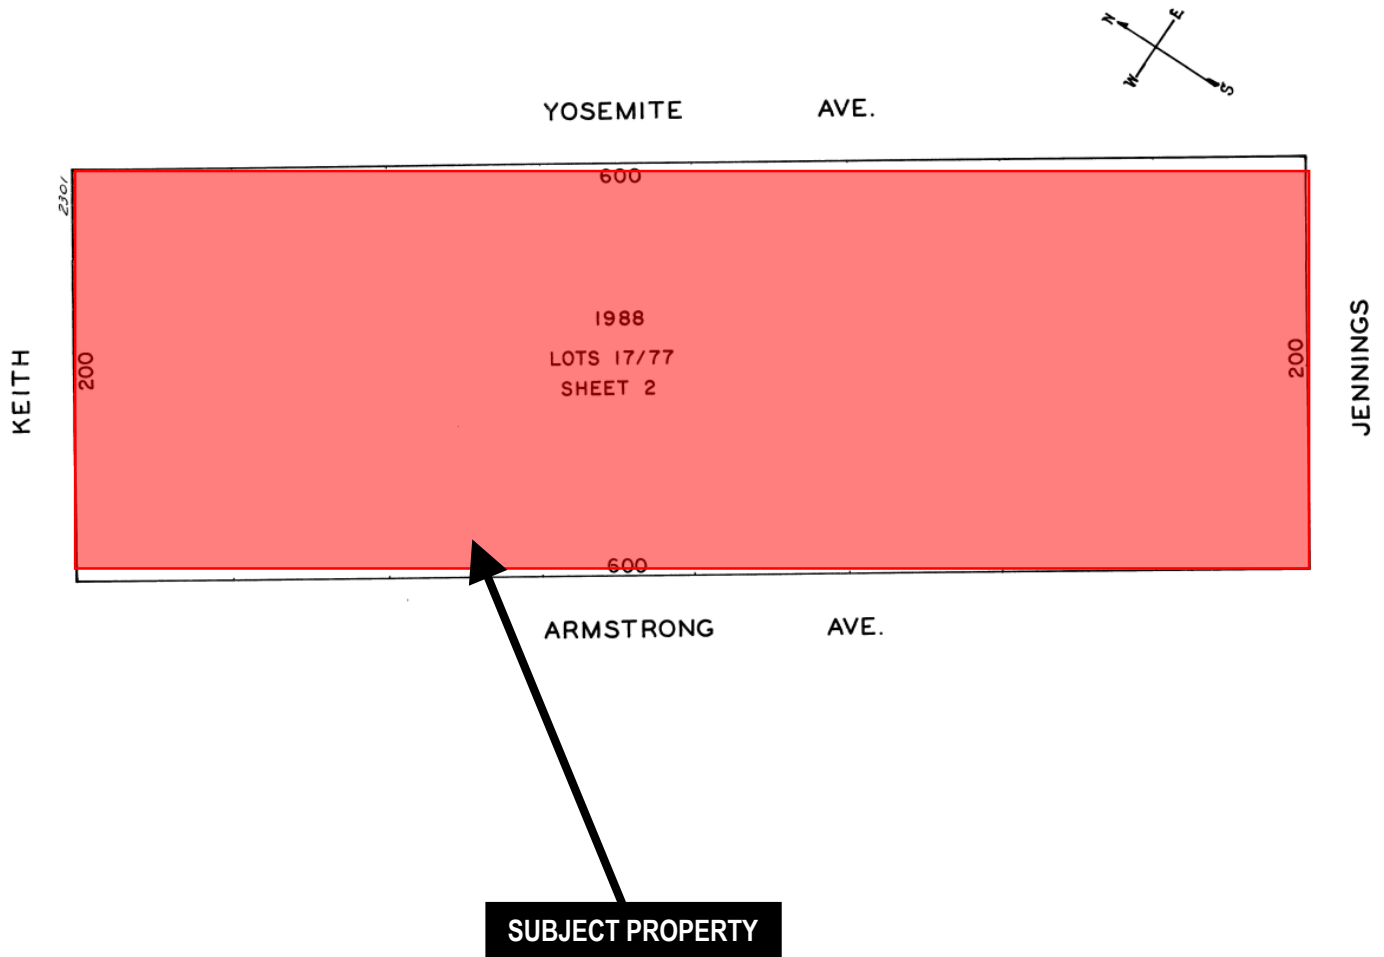 N
E
W
S
YOSEMITE AVE.
2301
600
1988
LOTS 17/77
SHEET 2
KEITH
200
200
JENNINGS
600
ARMSTRONG AVE.
SUBJECT PROPERTY